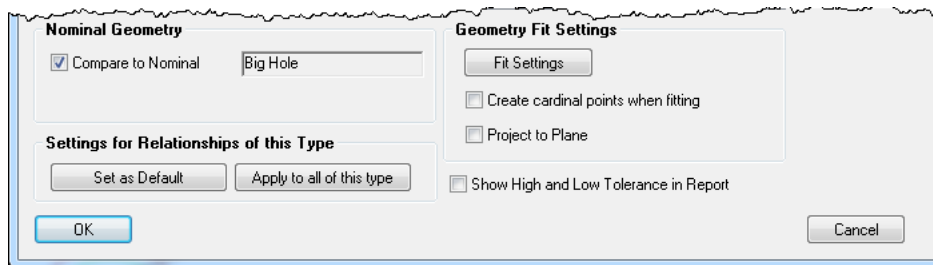 Nominal Geometry
Compare to Nominal
Big Hole
Settings for Relationships of this Type
Set as Default
Apply to all of this type
Geometry Fit Settings
Fit Settings
Create cardinal points when fitting
Project to Plane
Show High and Low Tolerance in Report
OK
Cancel